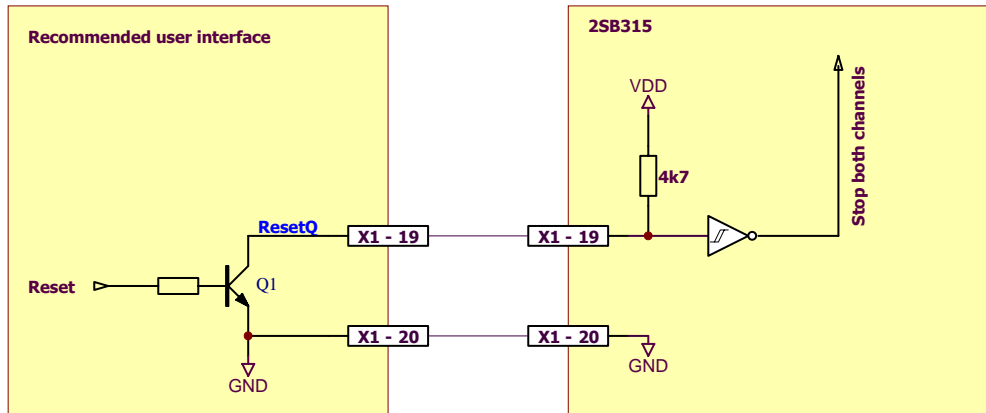 Recommended user interface
2SB315
VDD
4k7
Stop both channels
ResetQ
X1 - 19
X1 - 19
Reset
Q1
X1 - 20
X1 - 20
GND
GND